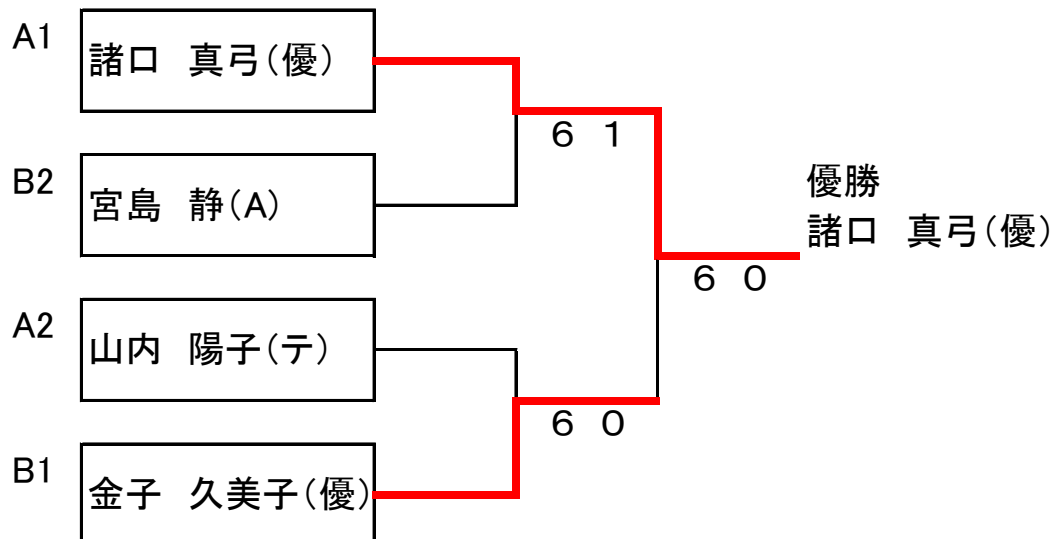 A1
諸口　真弓（優）
６　１
B2
宮島　静（A）
優勝
諸口　真弓（優）
６　０
A2
山内　陽子（テ）
６　０
B1
金子　久美子（優）